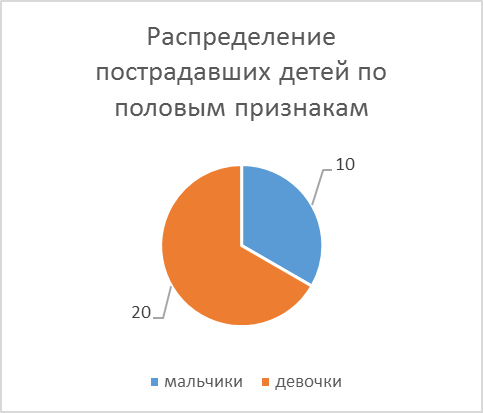 Распределение
пострадавших детей по
половым признакам
10
20
мальчики
девочки